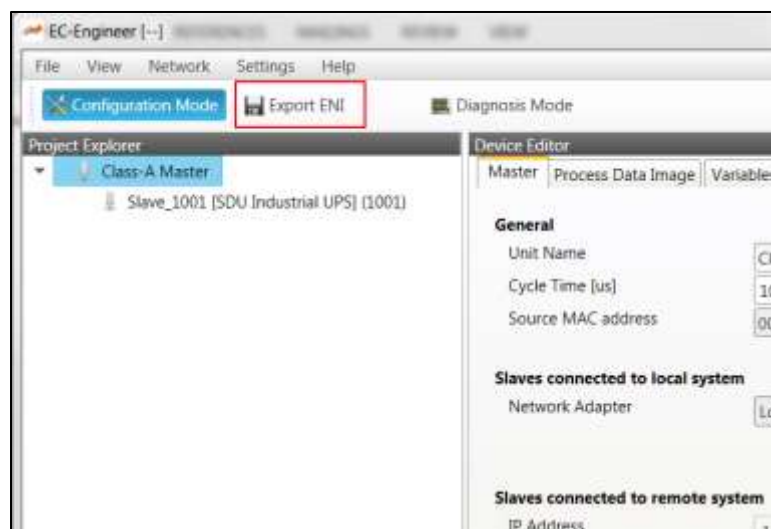 EC-Engineer [--]
File View Network Settings Help
Configuration Mode Export ENI Diagnosis Mode
Project Explorer
Class-A Master
Slave_1001 [SDU Industrial UPS] (1001)
Device Editor
Master Process Data Image Variables
General
Unit Name
Cycle Time [us]
Source MAC address
Slaves connected to local system
Network Adapter
Slaves connected to remote system
IP Address